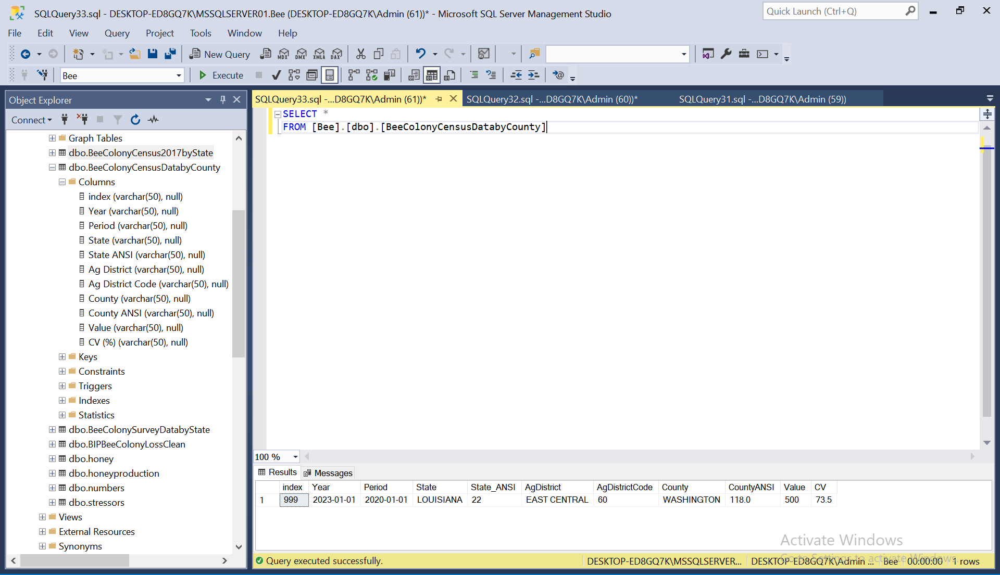 SQLQuery33.sql - DESKTOP-ED8GQ7K\MSSQLSERVER01.Bee (DESKTOP-ED8GQ7K\Admin (61))* - Microsoft SQL Server Management Studio
Quick Launch (Ctrl+Q)
File Edit View Query Project Tools Window Help
New Query MDX DMX XMLA DAX
Bee Execute
Object Explorer
SQLQuery33.sql -...D8GQ7K\Admin (61))* SQLQuery32.sql -...D8GQ7K\Admin (60))* SQLQuery31.sql -...D8GQ7K\Admin (59))
Connect
SELECT *
FROM [Bee].[dbo].[BeeColonyCensusDatabyCounty]
Graph Tables
dbo.BeeColonyCensus2017byState
dbo.BeeColonyCensusDatabyCounty
Columns
index (varchar(50), null)
Year (varchar(50), null)
Period (varchar(50), null)
State (varchar(50), null)
State ANSI (varchar(50), null)
Ag District (varchar(50), null)
Ag District Code (varchar(50), null)
County (varchar(50), null)
County ANSI (varchar(50), null)
Value (varchar(50), null)
CV (%) (varchar(50), null)
Keys
Constraints
Triggers
Indexes
Statistics
dbo.BeeColonySurveyDatabyState
dbo.BIPBeeColonyLossClean
dbo.honey
dbo.honeyproduction
dbo.numbers
dbo.stressors
Views
External Resources
Synonyms
100 %
Results Messages
index Year Period State State_ANSI AgDistrict AgDistrictCode County CountyANSI Value CV
1 999 2023-01-01 2020-01-01 LOUISIANA 22 EAST CENTRAL 60 WASHINGTON 118.0 500 73.5
Activate Windows
Go to Settings to activate Windows.
Query executed successfully. DESKTOP-ED8GQ7K\MSSQLSERVER... DESKTOP-ED8GQ7K\Admin ... Bee 00:00:00 1 rows